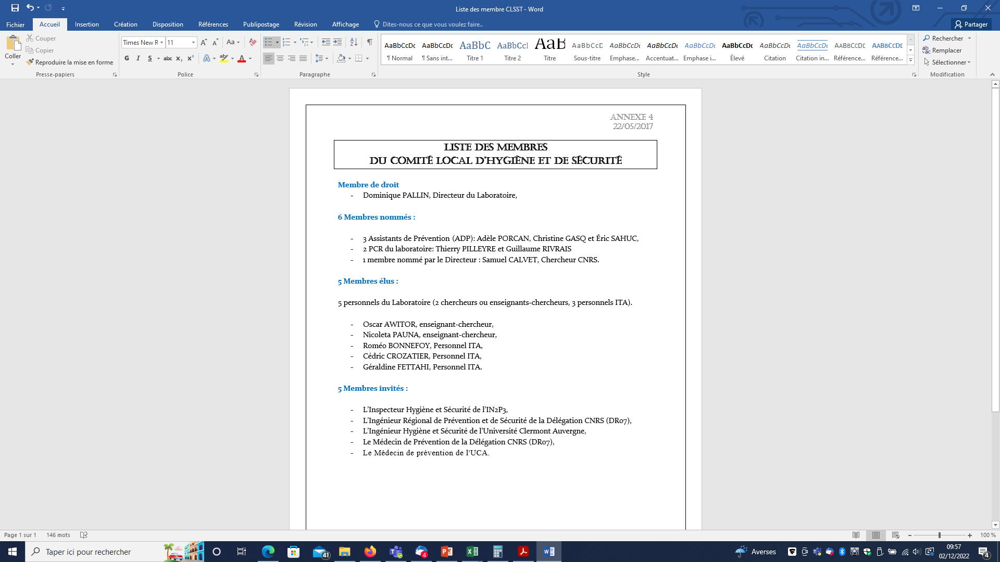 Liste des membre CLSST - Word
Fichier
Accueil
Insertion
Création
Disposition
Références
Publipostage
Révision
Affichage
Dites-nous ce que vous voulez faire..
Partager
Coller
Couper
Copier
Reproduire la mise en forme
Presse-papiers
Times New R
11
Aa
G I S abc x₂ x²
Police
Paragraphe
AaBbCcDc AaBbCcDc AaBbC AaBbCcI AaB AaBbCcD AaBbCcDc AaBbCcDc AaBbCcDc AaBbCcDc AaBbCcDc AaBbCcDc AABBCCDE AABBCCDE
¶ Normal
¶ Sans int...
Titre 1
Titre 2
Titre
Sous-titre
Emphase...
Accentuat...
Emphase i...
Élevé
Citation
Citation in...
Référence...
Référence...
Style
Rechercher
Remplacer
Sélectionner
Modification
ANNEXE 4
22/05/2017
LISTE DES MEMBRES
DU COMITÉ LOCAL D'HYGIÈNE ET DE SÉCURITÉ
Membre de droit
- Dominique PALLIN, Directeur du Laboratoire,
6 Membres nommés :
- 3 Assistants de Prévention (ADP): Adèle PORCAN, Christine GASQ et Éric SAHUC,
- 2 PCR du laboratoire: Thierry PILLEYRE et Guillaume RIVRAIS
- 1 membre nommé par le Directeur : Samuel CALVET, Chercheur CNRS.
5 Membres élus :
5 personnels du Laboratoire (2 chercheurs ou enseignants-chercheurs, 3 personnels ITA).
- Oscar AWITOR, enseignant-chercheur,
- Nicoleta PAUNA, enseignant-chercheur,
- Roméo BONNEFOY, Personnel ITA,
- Cédric CROZATIER, Personnel ITA,
- Géraldine FETTAHI, Personnel ITA.
5 Membres invités :
- L'Inspecteur Hygiène et Sécurité de l'IN2P3,
- L'Ingénieur Régional de Prévention et de Sécurité de la Délégation CNRS (DR07),
- L'Ingénieur Hygiène et Sécurité de l'Université Clermont Auvergne,
- Le Médecin de Prévention de la Délégation CNRS (DR07),
- Le Médecin de prévention de l'UCA.
Page 1 sur 1
146 mots
100 %
Taper ici pour rechercher
41
4
Averses
09:57
02/12/2022
4